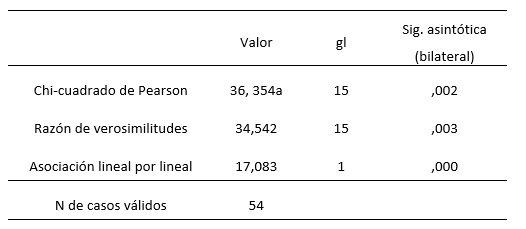 Valor gl Sig. asintótica
(bilateral)
Chi-cuadrado de Pearson 36, 354a 15 ,002
Razón de verosimilitudes 34,542 15 ,003
Asociación lineal por lineal 17,083 1 ,000
N de casos válidos 54